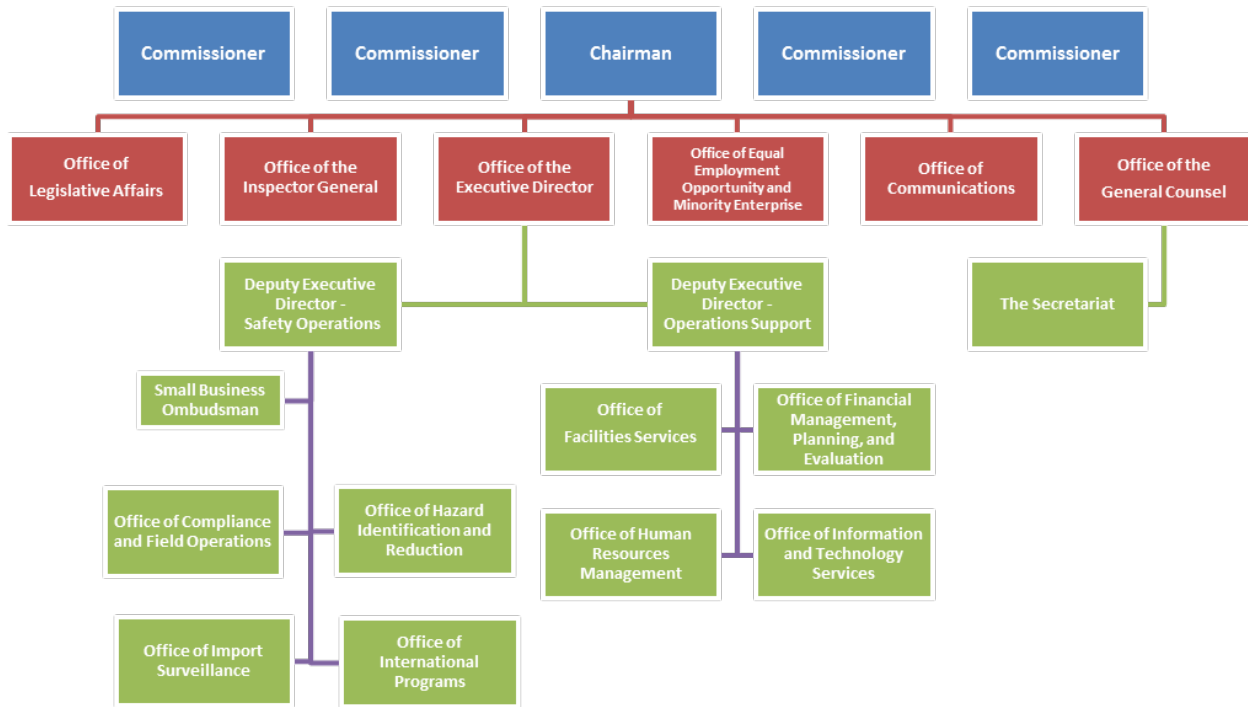 Commissioner
Commissioner
Chairman
Commissioner
Commissioner
Office of
Legislative Affairs
Office of the
Inspector General
Office of the
Executive Director
Office of Equal
Employment
Opportunity and
Minority Enterprise
Office of
Communications
Office of the
General Counsel
Deputy Executive
Director -
Safety Operations
Deputy Executive
Director -
Operations Support
The Secretariat
Small Business
Ombudsman
Office of
Facilities Services
Office of Financial
Management,
Planning, and
Evaluation
Office of Compliance
and Field Operations
Office of Hazard
Identification and
Reduction
Office of Human
Resources
Management
Office of Information
and Technology
Services
Office of Import
Surveillance
Office of
International
Programs